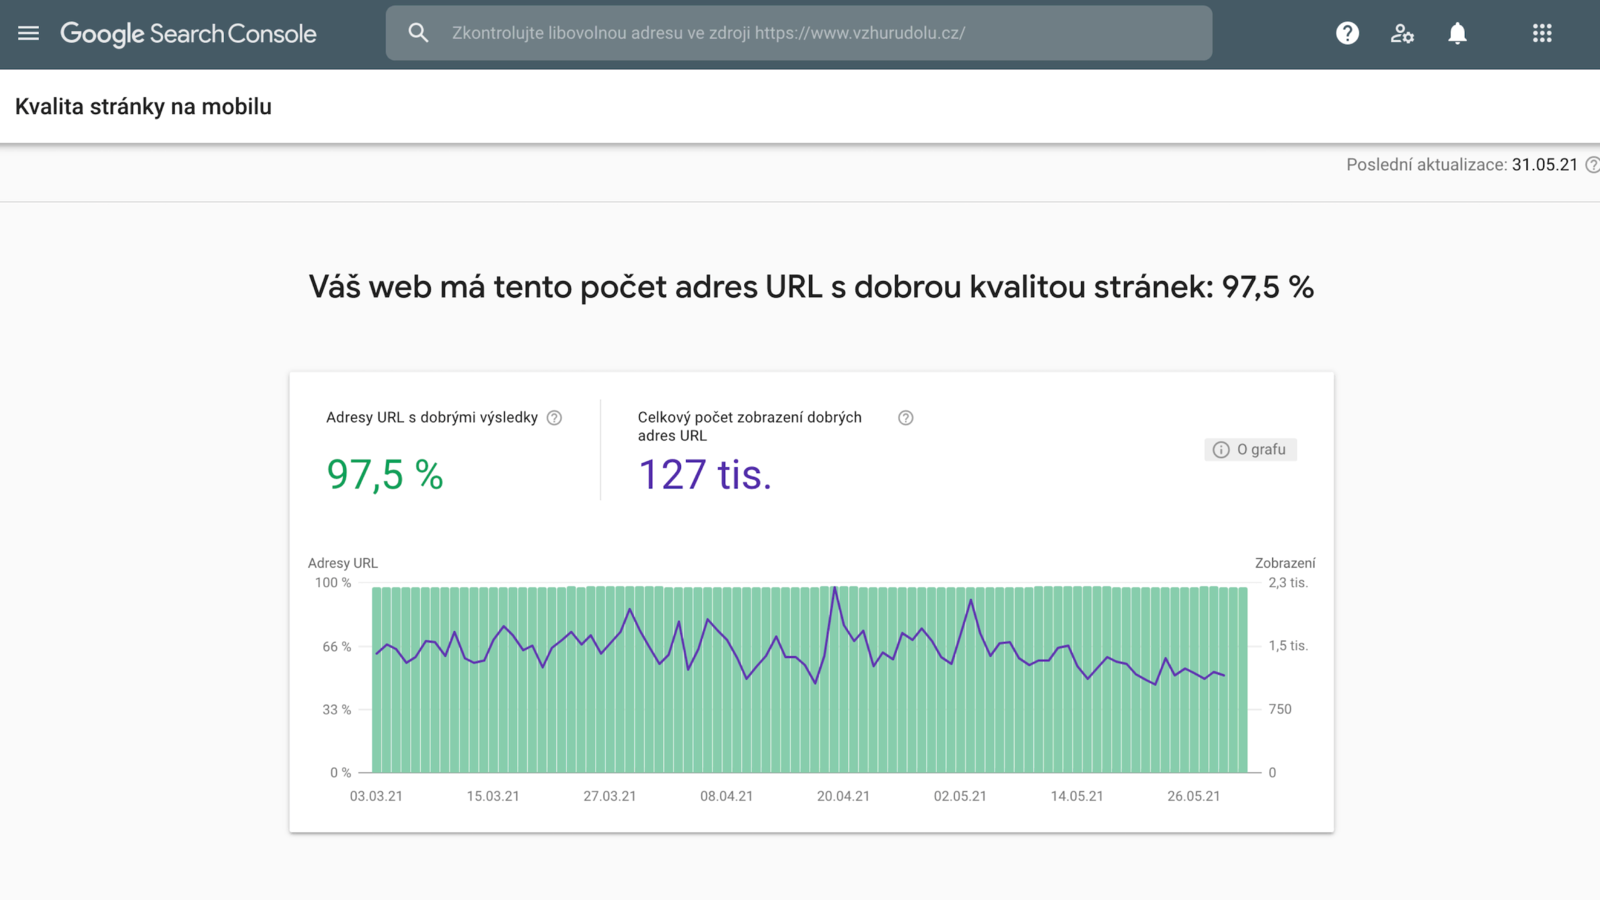 Google Search Console
Zkontrolujte libovolnou adresu ve zdroji https://www.vzhurudolu.cz/
Kvalita stránky na mobilu
Poslední aktualizace: 31.05.21
Váš web má tento počet adres URL s dobrou kvalitou stránek: 97,5 %
Adresy URL s dobrými výsledky
97,5 %
Celkový počet zobrazení dobrých
adres URL
127 tis.
O grafu
Adresy URL
Zobrazení
100 %
2,3 tis.
66 %
1,5 tis.
33 %
750
0 %
0
03.03.21
15.03.21
27.03.21
08.04.21
20.04.21
02.05.21
14.05.21
26.05.21